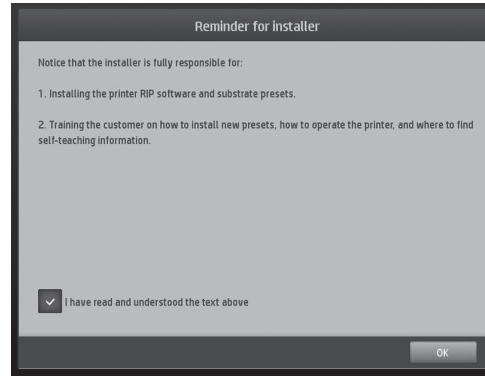 Reminder for installer
Notice that the installer is fully responsible for:
1. Installing the printer RIP software and substrate presets.
2. Training the customer on how to install new presets, how to operate the printer, and where to find
self-teaching information.
I have read and understood the text above
OK